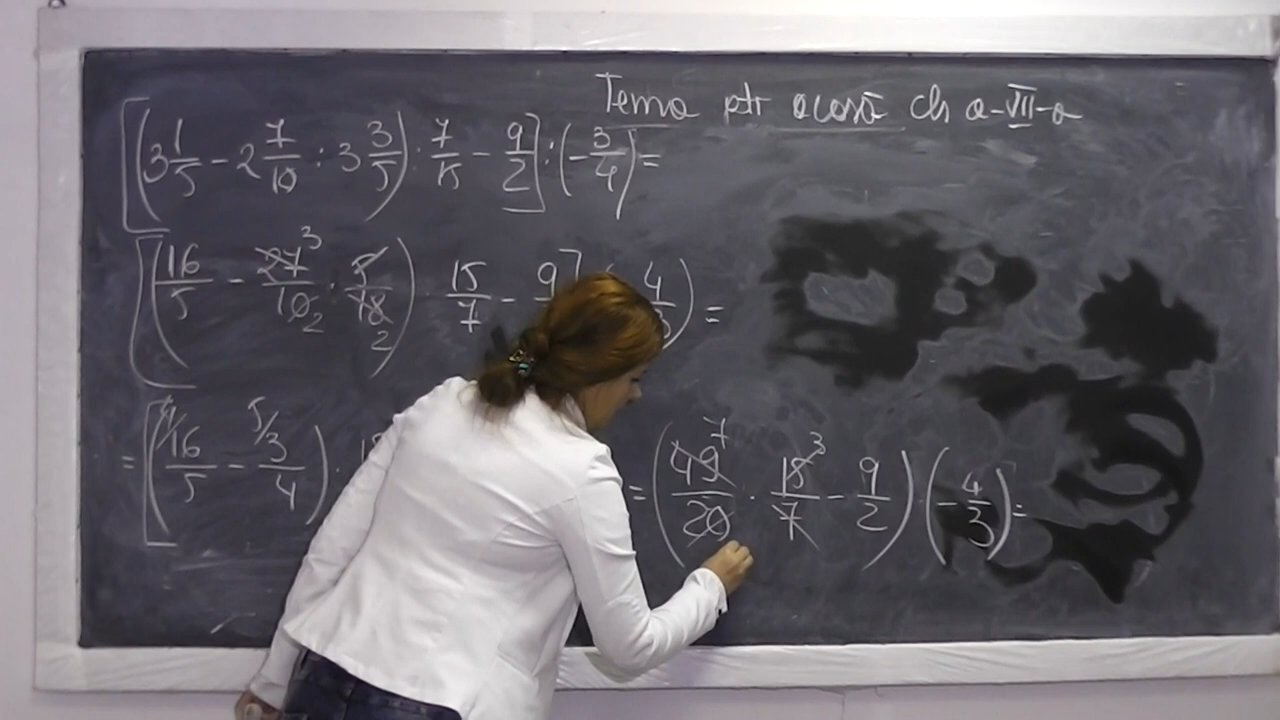 Tema ptr acasă cls a-VII-a
[(3 1/5 - 2 7/10 : 3 3/5) : 7/15 - 9/2] : (-3/4) =
[(16/5 - 27/10 · 5/18) 15/7 - 9 4/ ) =
= [(16/5 - 3/4) · = (49/20 · 15/7 - 9/2) · (-4/3) =